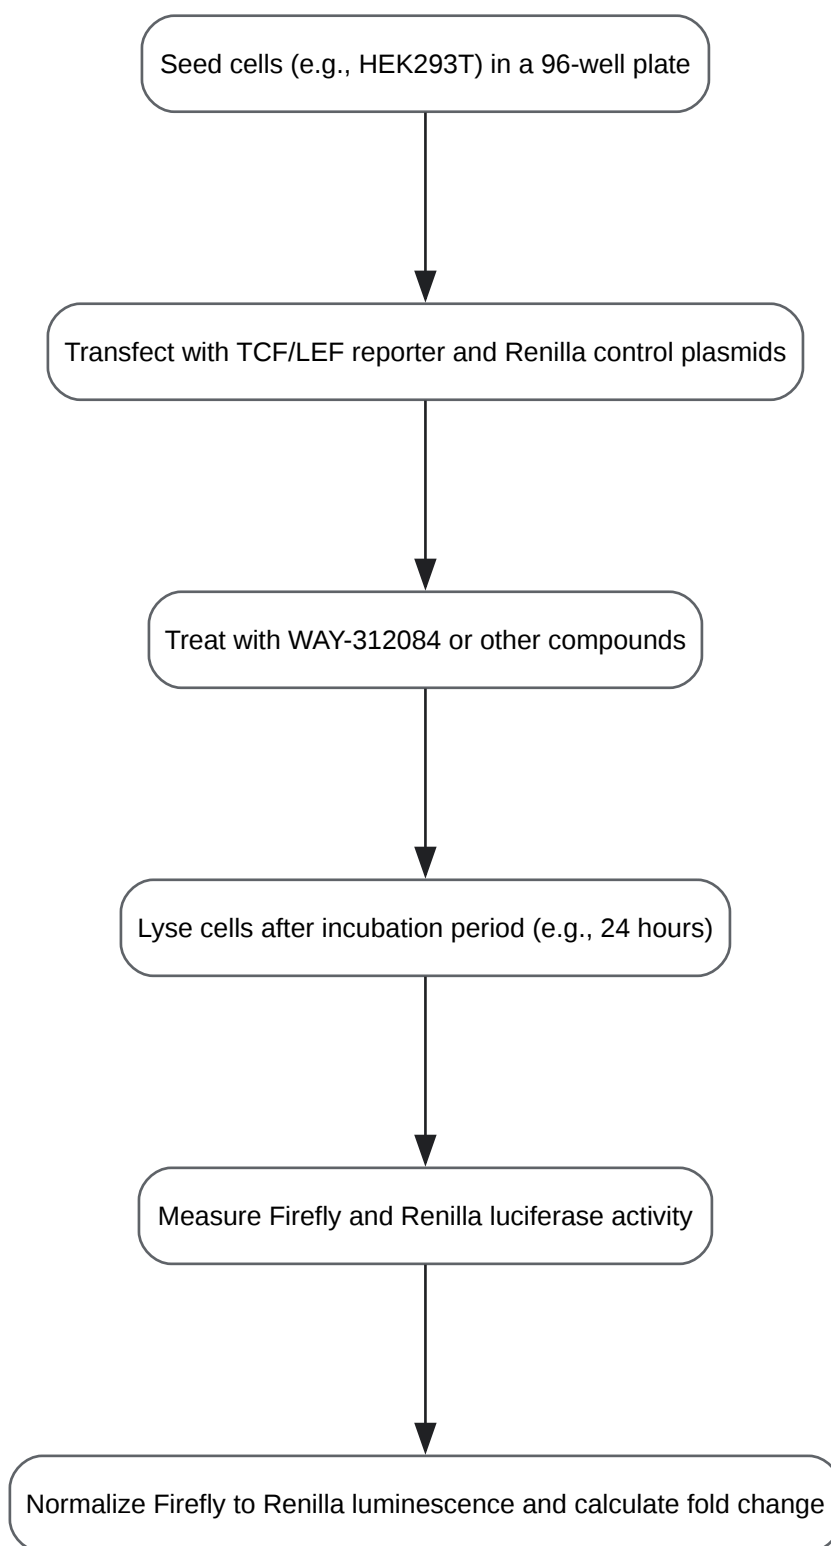 Seed cells (e.g., HEK293T) in a 96-well plate
Transfect with TCF/LEF reporter and Renilla control plasmids
Treat with WAY-312084 or other compounds
Lyse cells after incubation period (e.g., 24 hours)
Measure Firefly and Renilla luciferase activity
Normalize Firefly to Renilla luminescence and calculate fold change